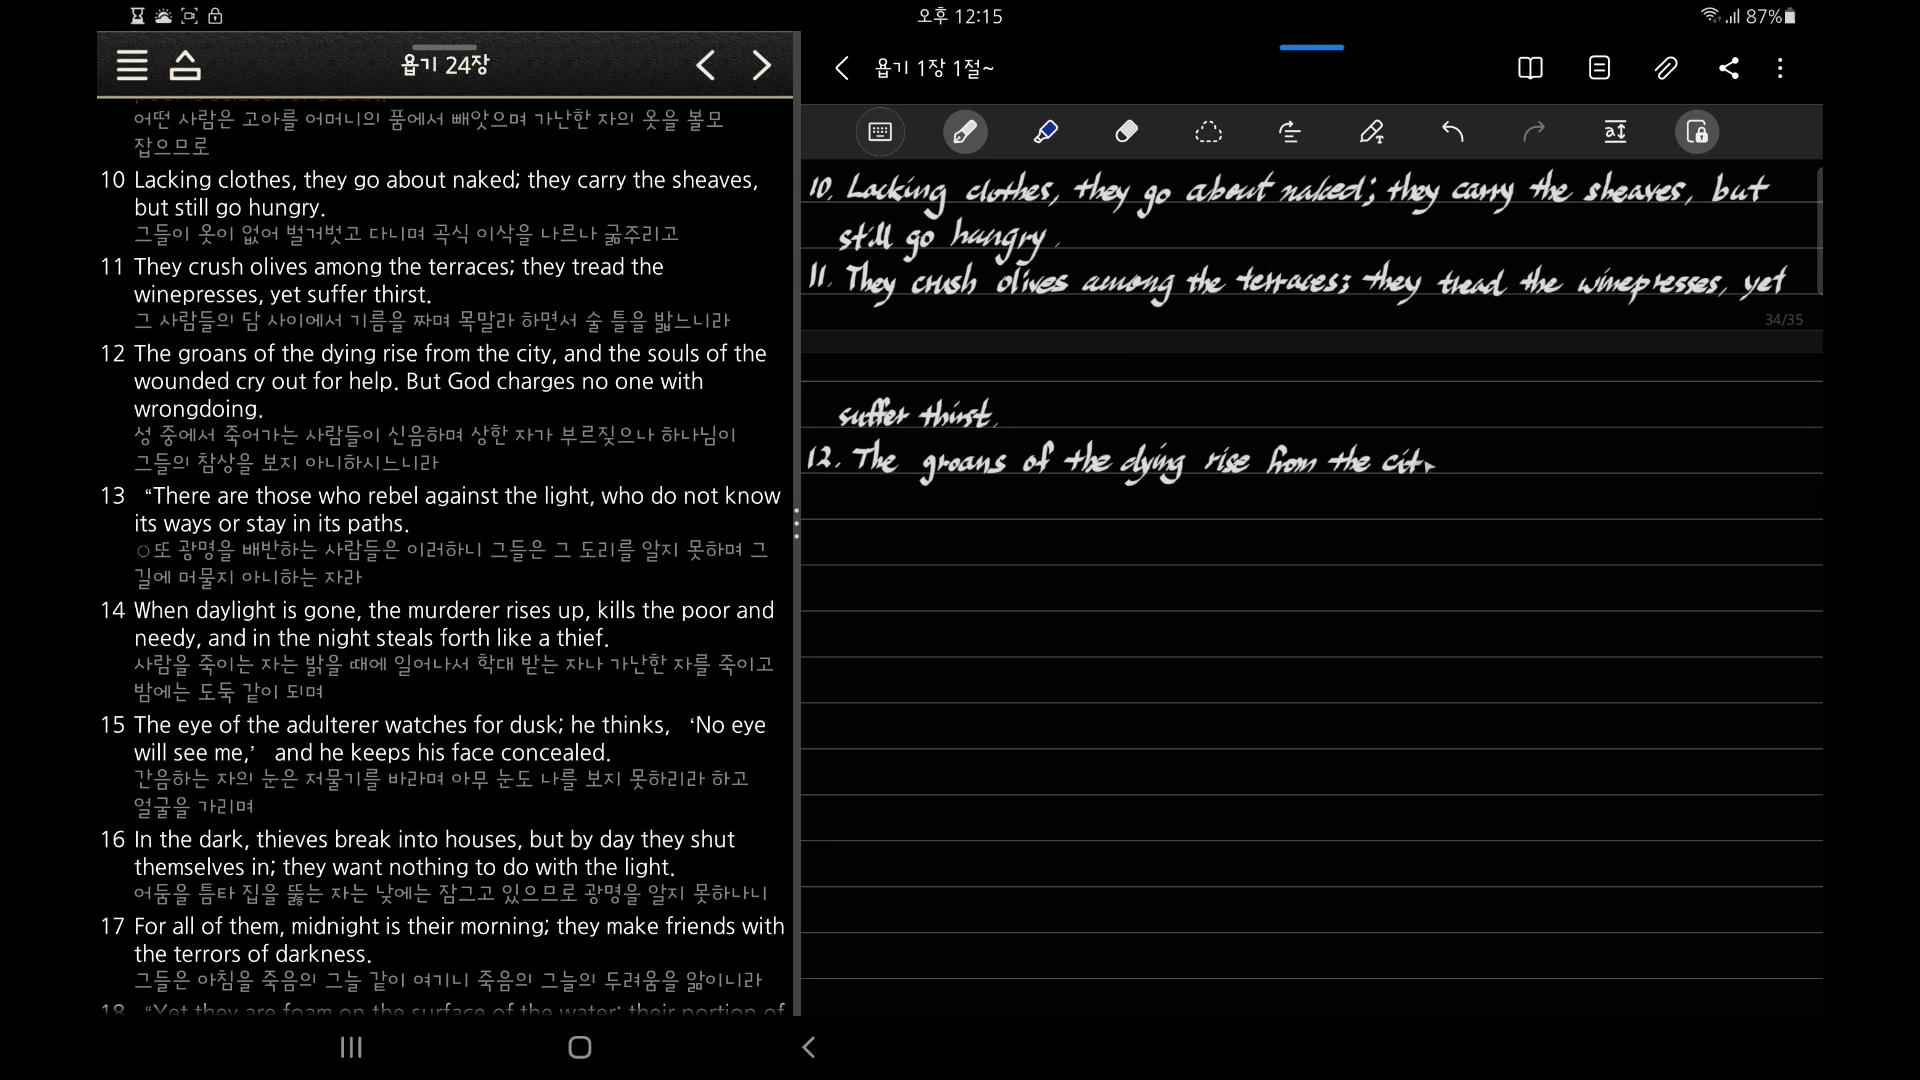 오후 12:15
87%
욥기 24장
어떤 사람은 고아를 어머니의 품에서 빼앗으며 가난한 자의 옷을 볼모
잡으므로
10 Lacking clothes, they go about naked; they carry the sheaves,
but still go hungry.
그들이 옷이 없어 벌거벗고 다니며 곡식 이삭을 나르나 굶주리고
11 They crush olives among the terraces; they tread the
winepresses, yet suffer thirst.
그 사람들의 담 사이에서 기름을 짜며 목말라 하면서 술 틀을 밟느니라
12 The groans of the dying rise from the city, and the souls of the
wounded cry out for help. But God charges no one with
wrongdoing.
성 중에서 죽어가는 사람들이 신음하며 상한 자가 부르짖으나 하나님이
그들의 참상을 보지 아니하시느니라
13 “There are those who rebel against the light, who do not know
its ways or stay in its paths.
○또 광명을 배반하는 사람들은 이러하니 그들은 그 도리를 알지 못하며 그
길에 머물지 아니하는 자라
14 When daylight is gone, the murderer rises up, kills the poor and
needy, and in the night steals forth like a thief.
사람을 죽이는 자는 밝을 때에 일어나서 학대 받는 자나 가난한 자를 죽이고
밤에는 도둑 같이 되며
15 The eye of the adulterer watches for dusk; he thinks, ‘No eye
will see me,’ and he keeps his face concealed.
간음하는 자의 눈은 저물기를 바라며 아무 눈도 나를 보지 못하리라 하고
얼굴을 가리며
16 In the dark, thieves break into houses, but by day they shut
themselves in; they want nothing to do with the light.
어둠을 틈타 집을 뚫는 자는 낮에는 잠그고 있으므로 광명을 알지 못하나니
17 For all of them, midnight is their morning; they make friends with
the terrors of darkness.
그들은 아침을 죽음의 그늘 같이 여기니 죽음의 그늘의 두려움을 앎이니라
18 “Yet they are foam on the surface of the water; their portion of
욥기 1장 1절~
10. Lacking clothes, they go about naked; they carry the sheaves, but
still go hungry.
11. They crush olives among the terraces; they tread the winepresses, yet
34/35
suffer thirst.
12. The groans of the dying rise from the cit